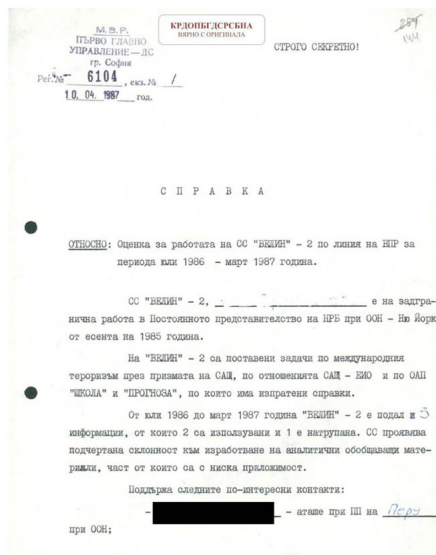 КРДОПБГДСРСБНА
ВЯРНО С ОРИГИНАЛА
М.В.Р.
ПЪРВО ГЛАВНО
УПРАВЛЕНИЕ—ДС
гр. София
Рег. № 6104, екз. № 1
10. 04. 1987 год.
СТРОГО СЕКРЕТНО!
144
С П Р А В К А
ОТНОСНО: Оценка за работата на СС "ВЕЛИН" – 2 по линия на НПР за
периода юли 1986 – март 1987 година.
СС "ВЕЛИН" – 2, е на задгра-
нична работа в Постоянното представителство на НРБ при ООН – Ню Йорк
от есента на 1985 година.
На "ВЕЛИН" – 2 са поставени задачи по международния
тероризъм през призмата на САЩ, по отношенията САЩ – ЕИО и по ОАП
"ШКОЛА" и "ПРОГНОЗА", по които има изпратени справки.
От юли 1986 до март 1987 година "ВЕЛИН" – 2 е подал и 3
информации, от които 2 са използувани и 1 е натрупана. СС проявява
подчертана склонност към изработване на аналитични обобщаващи мате-
риали, част от които са с ниска приложимост.
Поддържа следните по-интересни контакти:
– – аташе при ПП на Перу
при ООН;